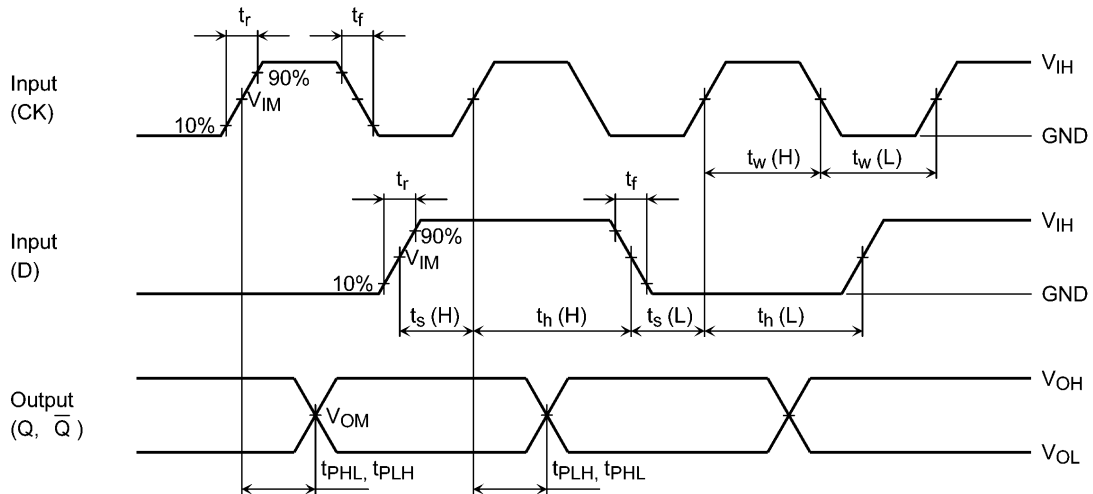 tr
tf
Input
(CK)
90%
VIM
10%
VIH
GND
tw (H)
tw (L)
tr
tf
Input
(D)
90%
VIM
10%
VIH
GND
ts (H)
th (H)
ts (L)
th (L)
Output
(Q, Q̅ )
VOM
VOH
VOL
tPHL, tPLH
tPLH, tPHL